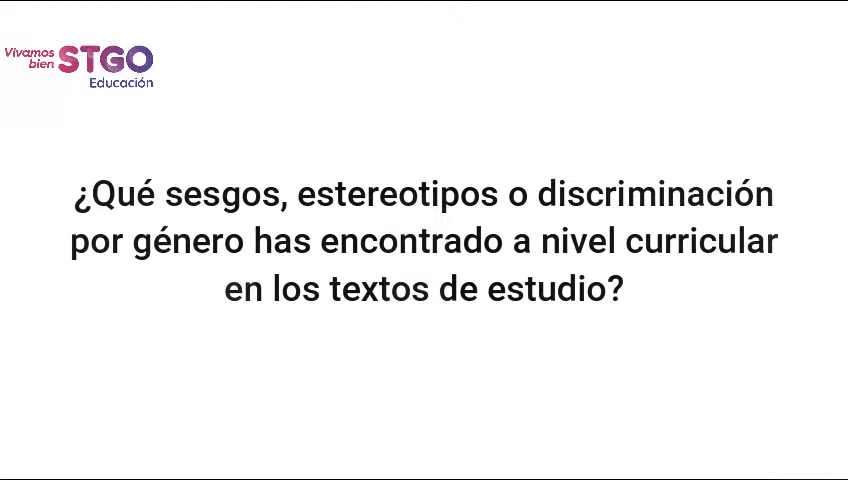 Vivamos
bien STGO
Educación
¿Qué sesgos, estereotipos o discriminación
por género has encontrado a nivel curricular
en los textos de estudio?